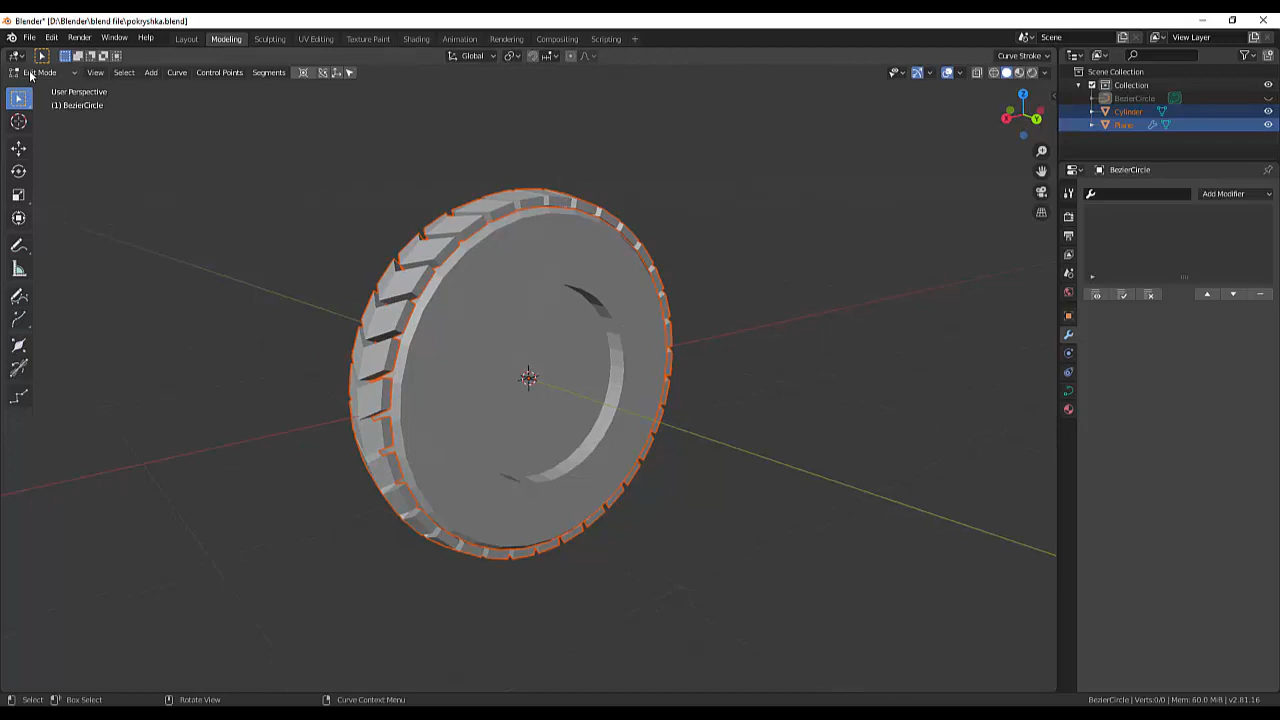 Blender* [D:\Blender\blend file\pokryshka.blend]
File Edit Render Window Help Layout Modeling Sculpting UV Editing Texture Paint Shading Animation Rendering Compositing Scripting + Scene View Layer
Global Curve Stroke
Mode View Select Add Curve Control Points Segments
User Perspective
(1) BezierCircle
Z
X
Y
Scene Collection
Collection
BezierCircle
Cylinder
Plane
BezierCircle
Add Modifier
Select Box Select Rotate View Curve Context Menu BezierCircle | Verts:0/0 | Mem: 60.0 MiB | v2.81.16